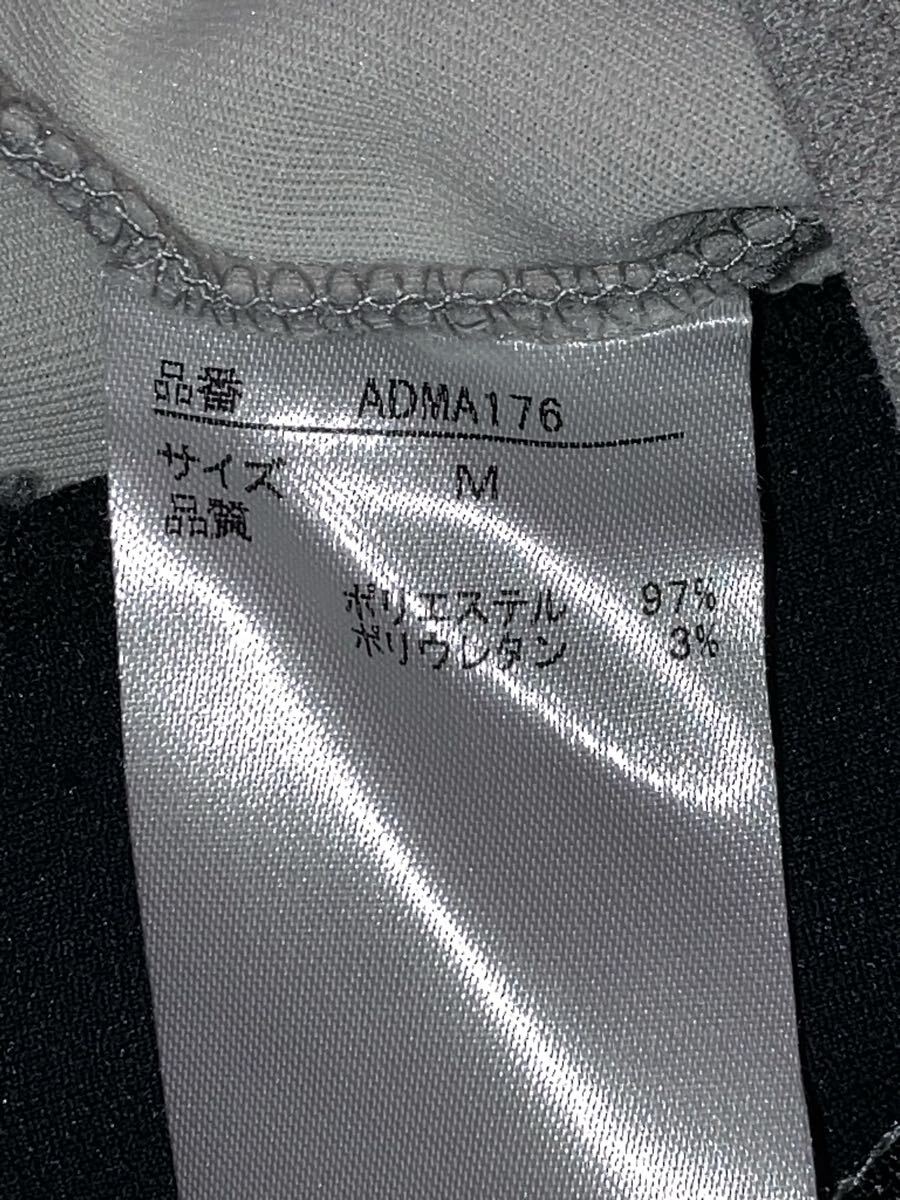 品番 ADMA176
サイズ M
品質
ポリエステル 97%
ポリウレタン 3%